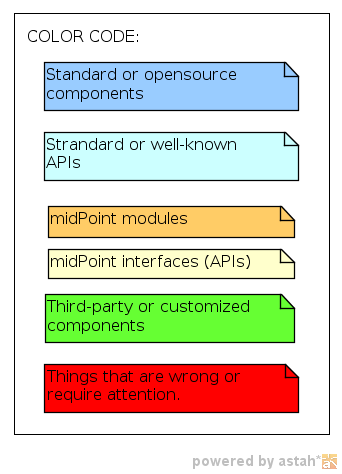 COLOR CODE:
Standard or opensource
components
Strandard or well-known
APIs
midPoint modules
midPoint interfaces (APIs)
Third-party or customized
components
Things that are wrong or
require attention.
powered by astah*